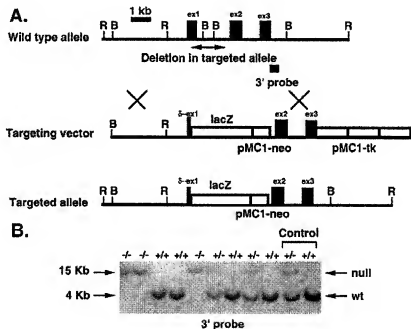 A.
1 kb
R B R ex1 B B ex2 ex3 B R
Wild type allele
Deletion in targeted allele
3' probe
B R δ-ex1 lacZ ex2 ex3
Targeting vector
pMC1-neo pMC1-tk
R B R δ-ex1 lacZ ex2 ex3 B R
Targeted allele
pMC1-neo
B.
Control
-/- -/- +/+ +/+ -/- +/- +/+ +/- +/+ +/- +/+
15 Kb null
4 Kb wt
3' probe